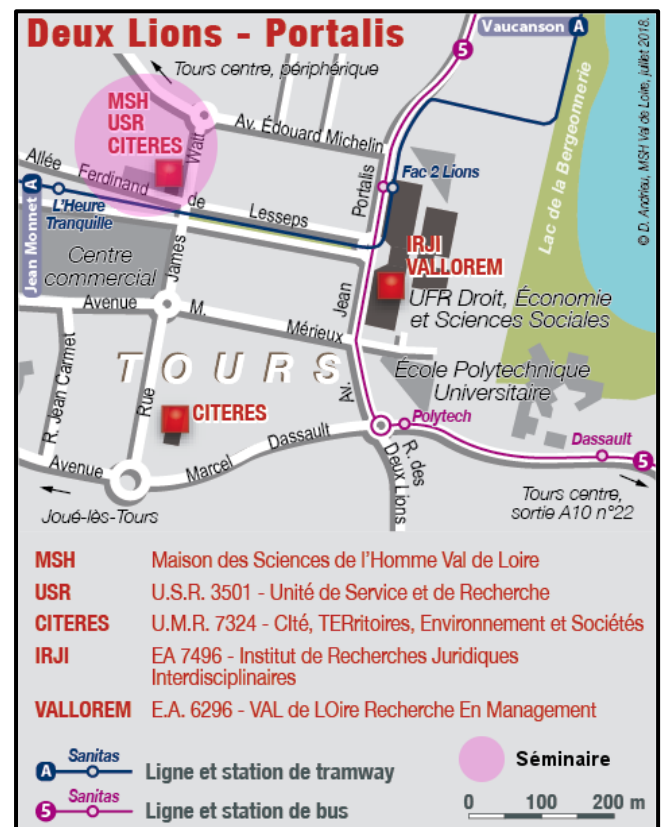 Deux Lions - Portalis
Vaucanson A
5
© D. Andrieu, MSH Val de Loire, juillet 2018.
Tours centre, périphérique
MSH
USR
CITERES
Watt
Av. Édouard Michelin
Lac de la Bergeonnerie
Allée Ferdinand de Lesseps
Jean Monnet A
L'Heure
Tranquille
Portalis
Fac 2 Lions
IRJI
VALLOREM
Centre
commercial
James
UFR Droit, Économie
et Sciences Sociales
Avenue M. Mérieux
Jean
TOURS
R. Jean Carmet
Rue
École Polytechnique
Universitaire
CITERES
Av.
Polytech
Dassault
5
Avenue Marcel Dassault
R. des
Deux Lions
Joué-lès-Tours
Tours centre,
sortie A10 n°22
MSH Maison des Sciences de l'Homme Val de Loire
USR U.S.R. 3501 - Unité de Service et de Recherche
CITERES U.M.R. 7324 - CIté, TERritoires, Environnement et Sociétés
IRJI EA 7496 - Institut de Recherches Juridiques
Interdisciplinaires
VALLOREM E.A. 6296 - VAL de LOire Recherche En Management
A Sanitas Ligne et station de tramway
5 Sanitas Ligne et station de bus
Séminaire
0 100 200 m